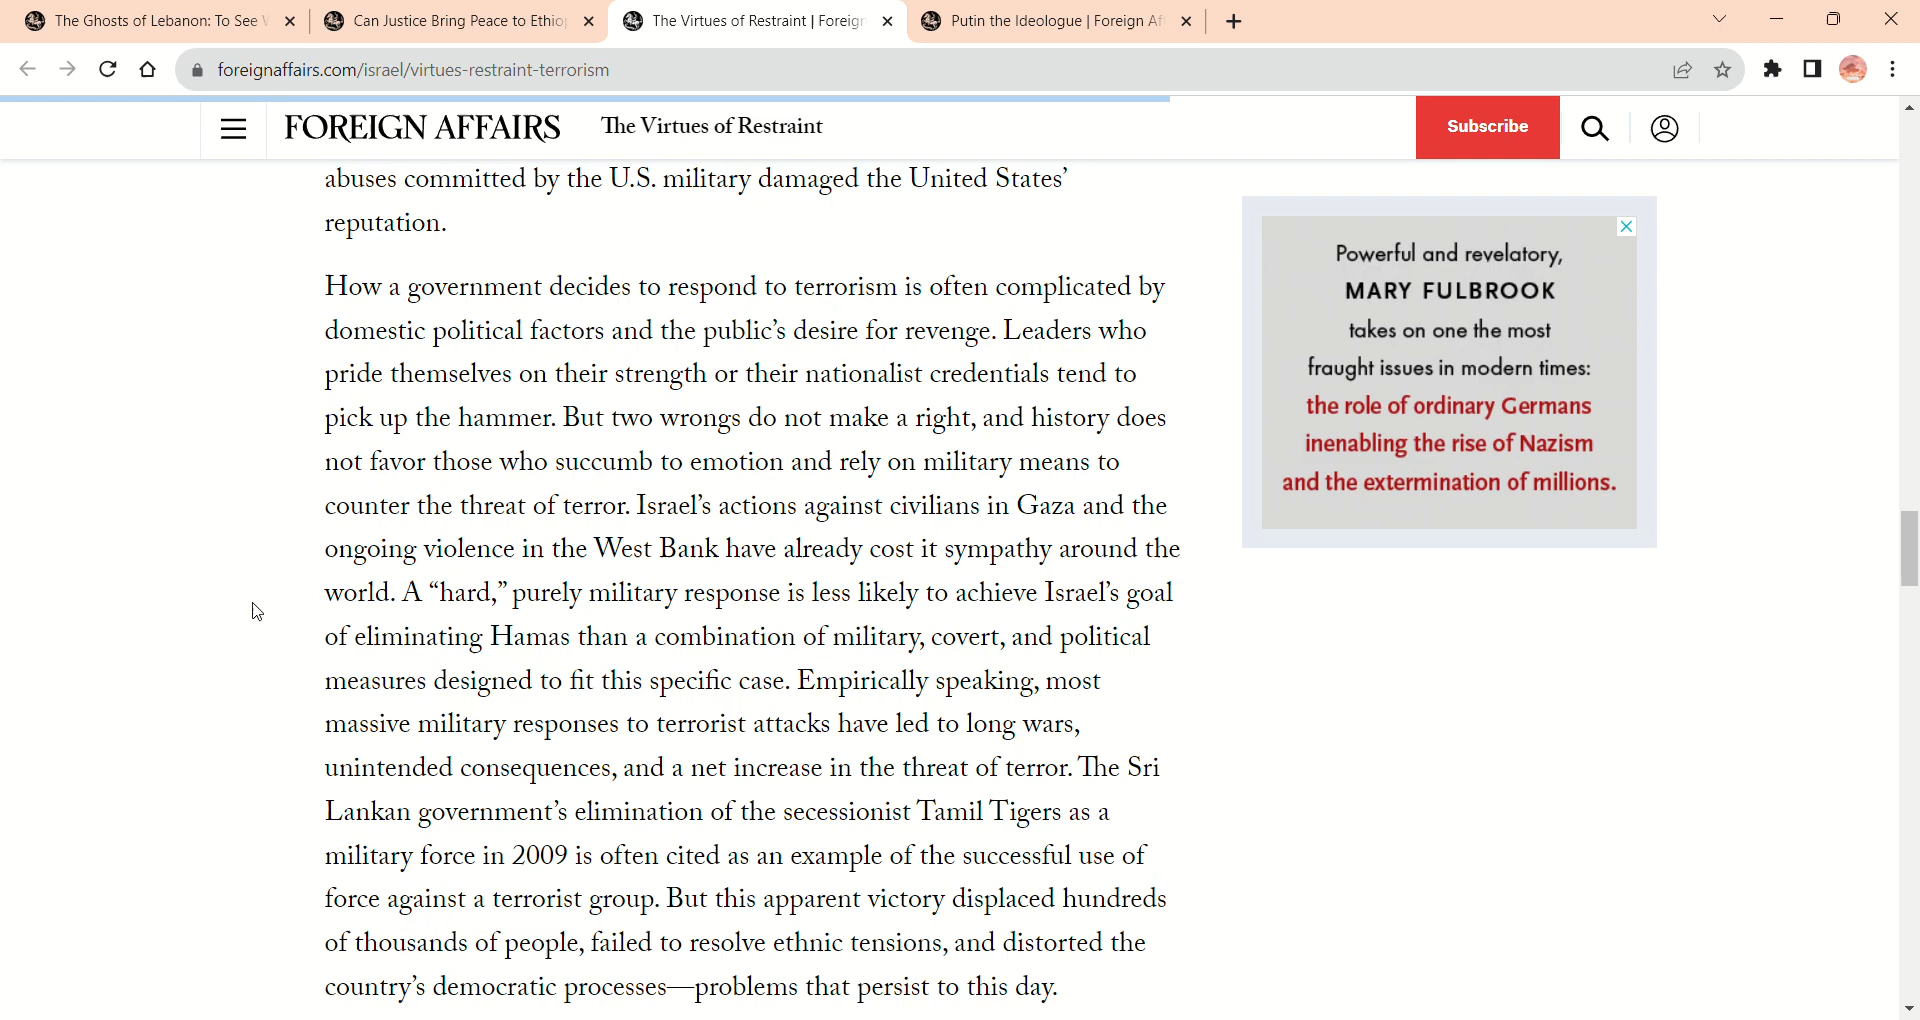 The Ghosts of Lebanon: To See
Can Justice Bring Peace to Ethio
The Virtues of Restraint | Foreign
Putin the Ideologue | Foreign Af
foreignaffairs.com/israel/virtues-restraint-terrorism
FOREIGN AFFAIRS
The Virtues of Restraint
Subscribe
abuses committed by the U.S. military damaged the United States’
reputation.
How a government decides to respond to terrorism is often complicated by
domestic political factors and the public’s desire for revenge. Leaders who
pride themselves on their strength or their nationalist credentials tend to
pick up the hammer. But two wrongs do not make a right, and history does
not favor those who succumb to emotion and rely on military means to
counter the threat of terror. Israel’s actions against civilians in Gaza and the
ongoing violence in the West Bank have already cost it sympathy around the
world. A “hard,” purely military response is less likely to achieve Israel’s goal
of eliminating Hamas than a combination of military, covert, and political
measures designed to fit this specific case. Empirically speaking, most
massive military responses to terrorist attacks have led to long wars,
unintended consequences, and a net increase in the threat of terror. The Sri
Lankan government’s elimination of the secessionist Tamil Tigers as a
military force in 2009 is often cited as an example of the successful use of
force against a terrorist group. But this apparent victory displaced hundreds
of thousands of people, failed to resolve ethnic tensions, and distorted the
country’s democratic processes—problems that persist to this day.
Powerful and revelatory,
MARY FULBROOK
takes on one the most
fraught issues in modern times:
the role of ordinary Germans
inenabling the rise of Nazism
and the extermination of millions.